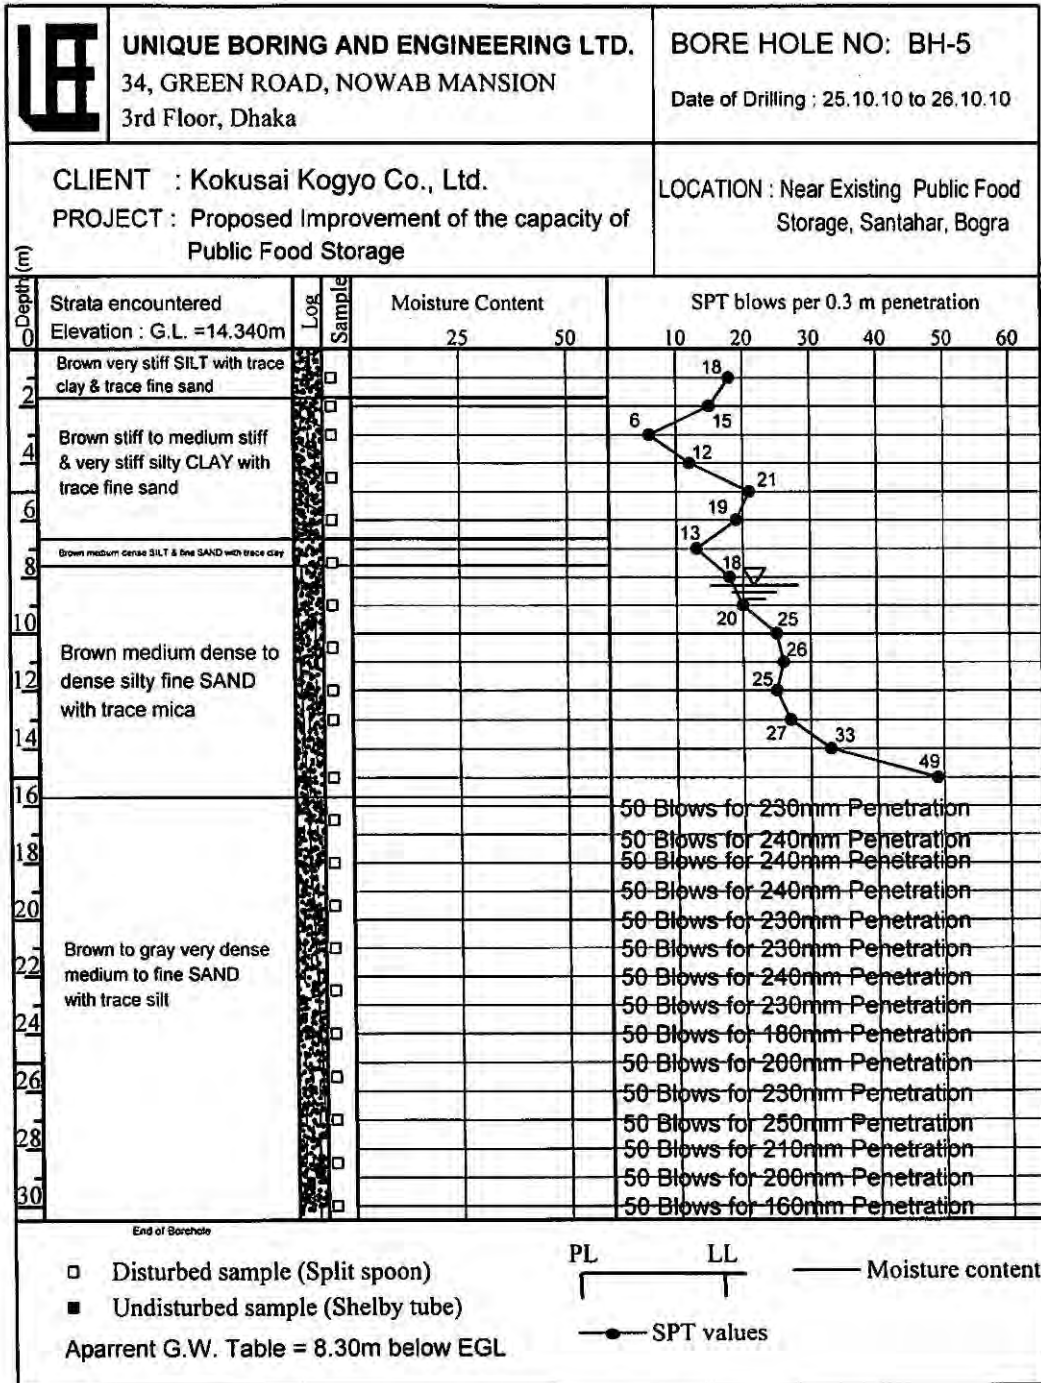 UNIQUE BORING AND ENGINEERING LTD.
34, GREEN ROAD, NOWAB MANSION
3rd Floor, Dhaka
BORE HOLE NO: BH-5
Date of Drilling : 25.10.10 to 26.10.10
CLIENT : Kokusai Kogyo Co., Ltd.
PROJECT : Proposed Improvement of the capacity of
Public Food Storage
LOCATION : Near Existing Public Food
Storage, Santahar, Bogra
Depth (m)
Strata encountered
Elevation : G.L. =14.340m
Log
Sample
Moisture Content
25 50
SPT blows per 0.3 m penetration
10 20 30 40 50 60
0
2
4
6
8
10
12
14
16
18
20
22
24
26
28
30
Brown very stiff SILT with trace
clay & trace fine sand
Brown stiff to medium stiff
& very stiff silty CLAY with
trace fine sand
Brown medium dense SILT & fine SAND with trace clay
Brown medium dense to
dense silty fine SAND
with trace mica
Brown to gray very dense
medium to fine SAND
with trace silt
18
15
6
12
21
19
13
18
20
25
26
25
27
33
49
50 Blows for 230mm Penetration
50 Blows for 240mm Penetration
50 Blows for 240mm Penetration
50 Blows for 240mm Penetration
50 Blows for 230mm Penetration
50 Blows for 230mm Penetration
50 Blows for 240mm Penetration
50 Blows for 230mm Penetration
50 Blows for 180mm Penetration
50 Blows for 200mm Penetration
50 Blows for 230mm Penetration
50 Blows for 250mm Penetration
50 Blows for 210mm Penetration
50 Blows for 200mm Penetration
50 Blows for 160mm Penetration
End of Borehole
Disturbed sample (Split spoon)
Undisturbed sample (Shelby tube)
Aparrent G.W. Table = 8.30m below EGL
PL LL
Moisture content
SPT values